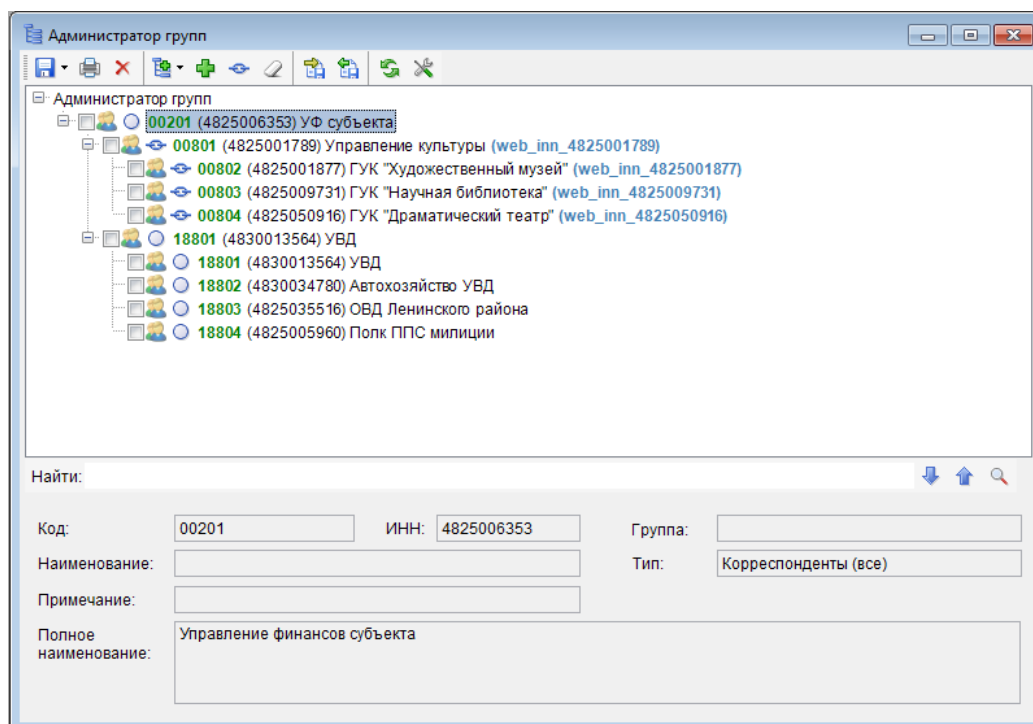 Администратор групп
Администратор групп
00201 (4825006353) УФ субъекта
00801 (4825001789) Управление культуры (web_inn_4825001789)
00802 (4825001877) ГУК "Художественный музей" (web_inn_4825001877)
00803 (4825009731) ГУК "Научная библиотека" (web_inn_4825009731)
00804 (4825050916) ГУК "Драматический театр" (web_inn_4825050916)
18801 (4830013564) УВД
18801 (4830013564) УВД
18802 (4830034780) Автохозяйство УВД
18803 (4825035516) ОВД Ленинского района
18804 (4825005960) Полк ППС милиции
Найти:
Код: 00201 ИНН: 4825006353 Группа:
Наименование: Тип: Корреспонденты (все)
Примечание:
Полное Управление финансов субъекта
наименование: